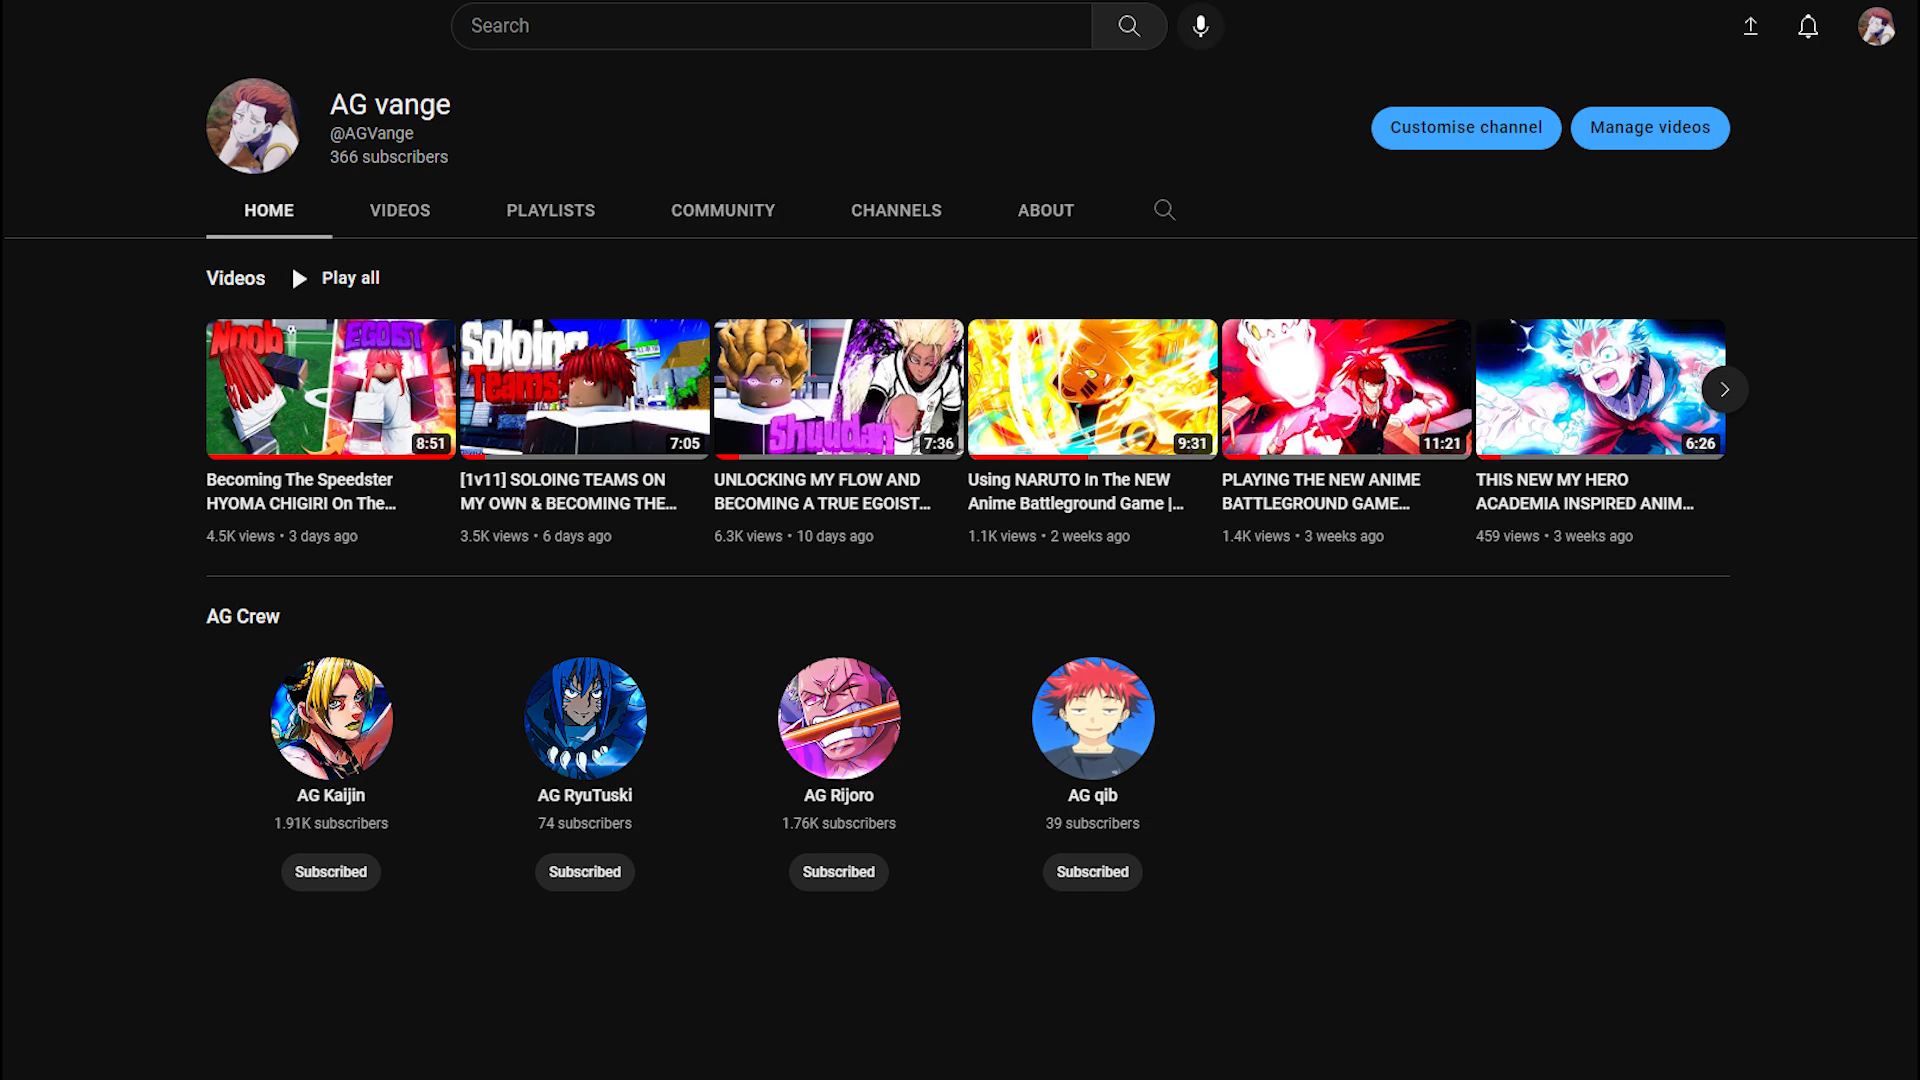 Search
AG vange
@AGVange
366 subscribers
Customise channel
Manage videos
HOME
VIDEOS
PLAYLISTS
COMMUNITY
CHANNELS
ABOUT
Videos
Play all
Noob
EGOIST
8:51
Soloing
Teams
7:05
Shuudan
7:36
9:31
11:21
6:26
Becoming The Speedster
HYOMA CHIGIRI On The...
4.5K views • 3 days ago
[1v11] SOLOING TEAMS ON
MY OWN & BECOMING THE...
3.5K views • 6 days ago
UNLOCKING MY FLOW AND
BECOMING A TRUE EGOIST...
6.3K views • 10 days ago
Using NARUTO In The NEW
Anime Battleground Game |...
1.1K views • 2 weeks ago
PLAYING THE NEW ANIME
BATTLEGROUND GAME...
1.4K views • 3 weeks ago
THIS NEW MY HERO
ACADEMIA INSPIRED ANIM...
459 views • 3 weeks ago
AG Crew
AG Kaijin
1.91K subscribers
Subscribed
AG RyuTuski
74 subscribers
Subscribed
AG Rijoro
1.76K subscribers
Subscribed
AG qib
39 subscribers
Subscribed